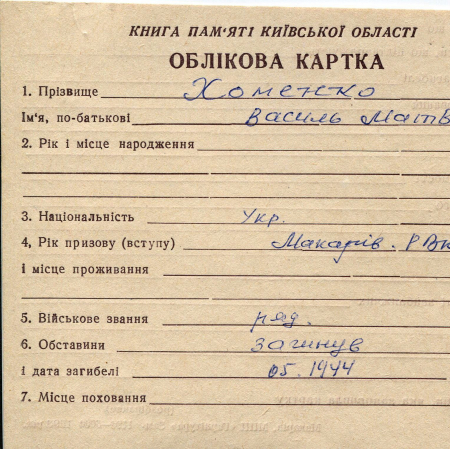 КНИГА ПАМ'ЯТІ КИЇВСЬКОЇ ОБЛАСТІ
ОБЛІКОВА КАРТКА
1. Прізвище Хоменко
Ім'я, по-батькові Василь Матв
2. Рік і місце народження
3. Національність Укр.
4, Рік призову (вступу) Макарів. РВк
і місце проживання
5. Військове звання ряд.
6. Обставини загинув
і дата загибелі 05. 1944
7. Місце поховання